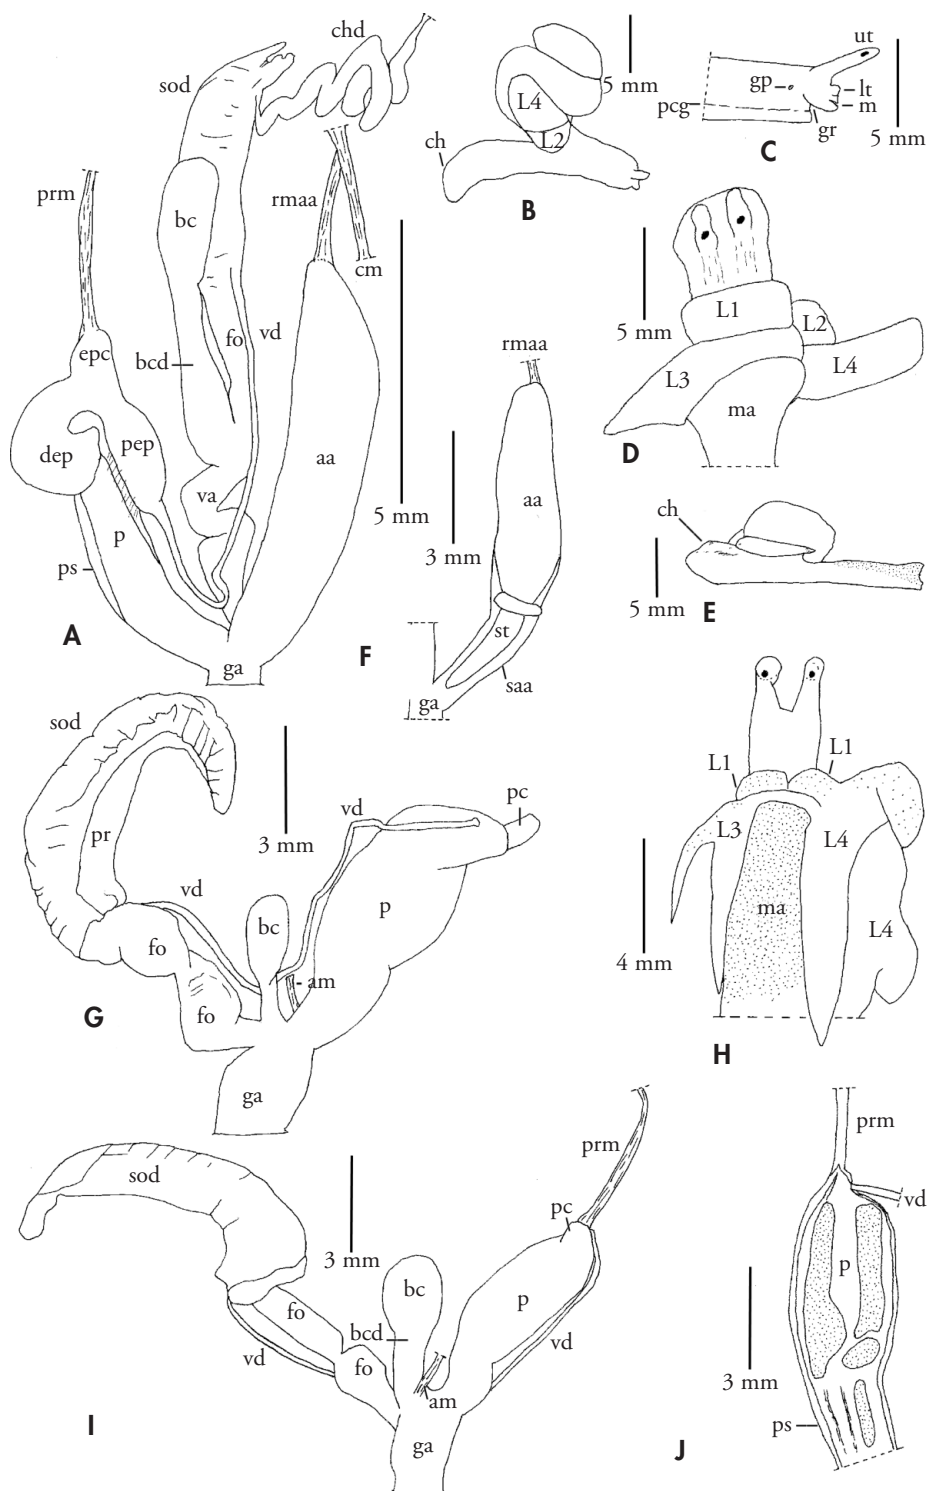 chd
sod
prm
bc
rmaa
cm
epc
fo
vd
bcd
dep
pep
aa
va
p
ps
5 mm
A
ga
L4
L2
ch
5 mm
B
ut
gp
lt
pcg
m
gr
C
5 mm
L1
L2
5 mm
L3
L4
ma
D
rmaa
aa
3 mm
st
F
saa
ga
ch
5 mm
E
sod
pr
3 mm
vd
pc
vd
bc
p
fo
am
fo
G
ga
L1
L1
L3
L4
ma
L4
4 mm
H
sod
prm
pc
3 mm
bc
p
fo
bcd
vd
fo
vd
am
ga
I
prm
vd
p
3 mm
ps
J